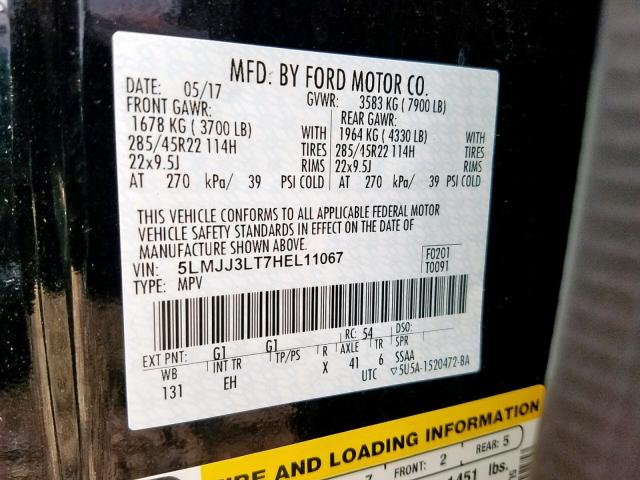 MFD. BY FORD MOTOR CO.
DATE: 05/17 GVWR: 3583 KG ( 7900 LB)
FRONT GAWR: REAR GAWR:
1678 KG ( 3700 LB) WITH 1964 KG ( 4330 LB) WITH
285/45R22 114H TIRES 285/45R22 114H TIRES
22x9.5J RIMS 22x9.5J RIMS
AT 270 kPa/ 39 PSI COLD AT 270 kPa/ 39 PSI COLD
THIS VEHICLE CONFORMS TO ALL APPLICABLE FEDERAL MOTOR
VEHICLE SAFETY STANDARDS IN EFFECT ON THE DATE OF
MANUFACTURE SHOWN ABOVE.
VIN: 5LMJJ3LT7HEL11067 F0201
TYPE: MPV T0091
EXT PNT: G1 G1 RC: 54 DSO:
WB INT TR TP/PS R AXLE TR SPR
131 EH X 41 6 SSAA
UTC ▽5U5A-1520472-BA
AND LOADING INFORMATION
7 FRONT: 2 REAR: 5
1451 lbs.